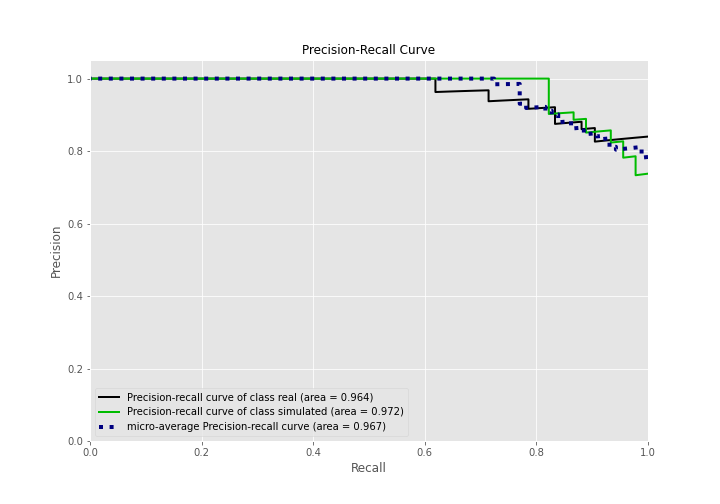 Precision-Recall Curve
1.0
0.8
0.6
0.4
0.2
0.0
Precision
Precision-recall curve of class real (area = 0.964)
Precision-recall curve of class simulated (area = 0.972)
micro-average Precision-recall curve (area = 0.967)
0.0 0.2 0.4 0.6 0.8 1.0
Recall